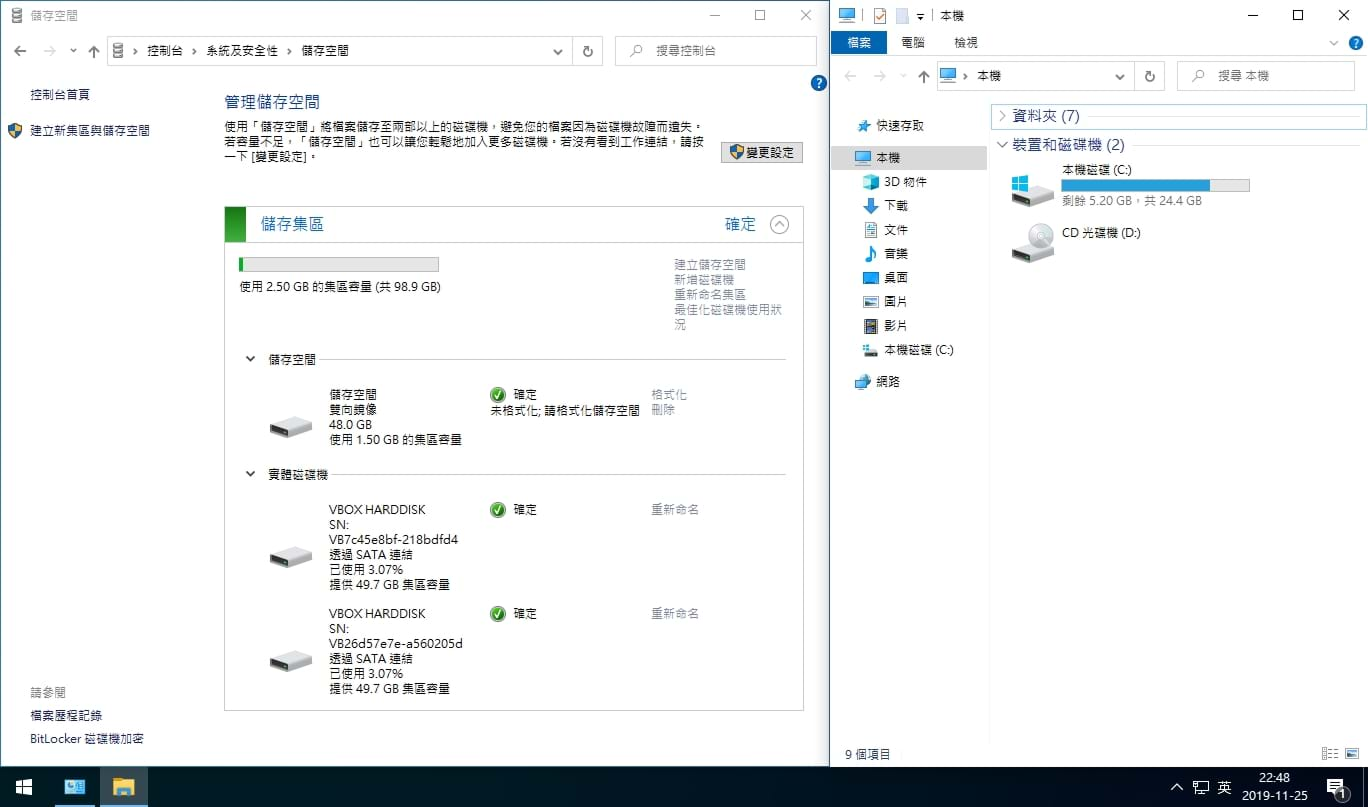 儲存空間
控制台 › 系統及安全性 › 儲存空間
搜尋控制台
控制台首頁
建立新集區與儲存空間
管理儲存空間
使用「儲存空間」將檔案儲存至兩部以上的磁碟機，避免您的檔案因為磁碟機故障而遺失。
若容量不足，「儲存空間」也可以讓您輕鬆地加入更多磁碟機。若沒有看到工作連結，請按
一下 [變更設定]。
變更設定
儲存集區
確定
使用 2.50 GB 的集區容量 (共 98.9 GB)
建立儲存空間
新增磁碟機
重新命名集區
最佳化磁碟機使用狀
況
儲存空間
儲存空間
雙向鏡像
48.0 GB
使用 1.50 GB 的集區容量
確定
未格式化; 請格式化儲存空間
格式化
刪除
實體磁碟機
VBOX HARDDISK
SN:
VB7c45e8bf-218bdfd4
透過 SATA 連結
已使用 3.07%
提供 49.7 GB 集區容量
確定
重新命名
VBOX HARDDISK
SN:
VB26d57e7e-a560205d
透過 SATA 連結
已使用 3.07%
提供 49.7 GB 集區容量
確定
重新命名
請參閱
檔案歷程記錄
BitLocker 磁碟機加密
本機
檔案
電腦
檢視
本機
搜尋 本機
快速存取
本機
3D 物件
下載
文件
音樂
桌面
圖片
影片
本機磁碟 (C:)
網路
資料夾 (7)
裝置和磁碟機 (2)
本機磁碟 (C:)
剩餘 5.20 GB，共 24.4 GB
CD 光碟機 (D:)
9 個項目
英
22:48
2019-11-25
1